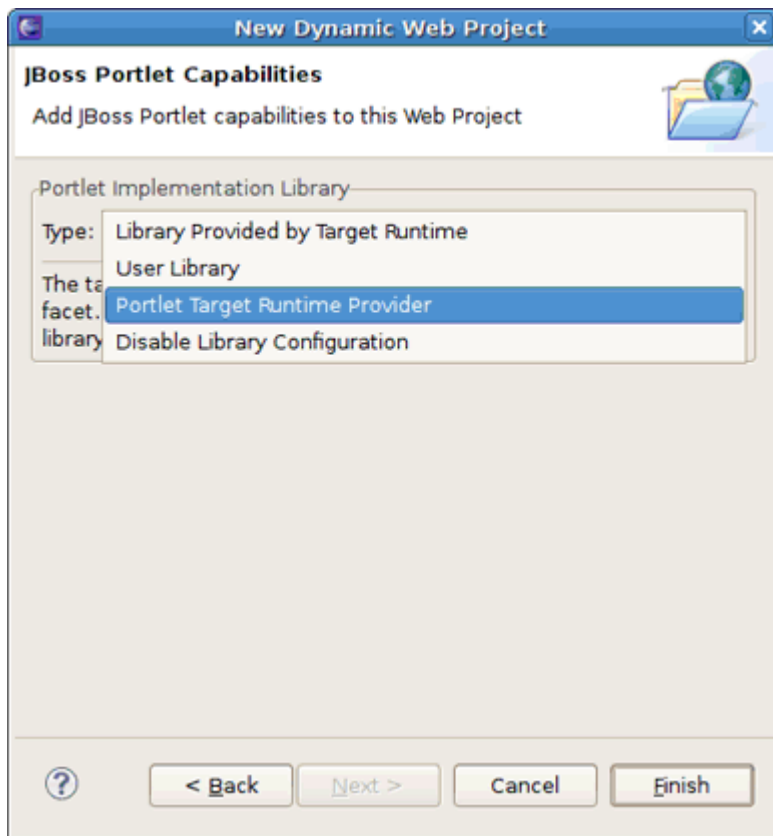 New Dynamic Web Project
JBoss Portlet Capabilities
Add JBoss Portlet capabilities to this Web Project
Portlet Implementation Library
Type:
Library Provided by Target Runtime
User Library
Portlet Target Runtime Provider
Disable Library Configuration
The ta
facet.
library
?
< Back
Next >
Cancel
Finish